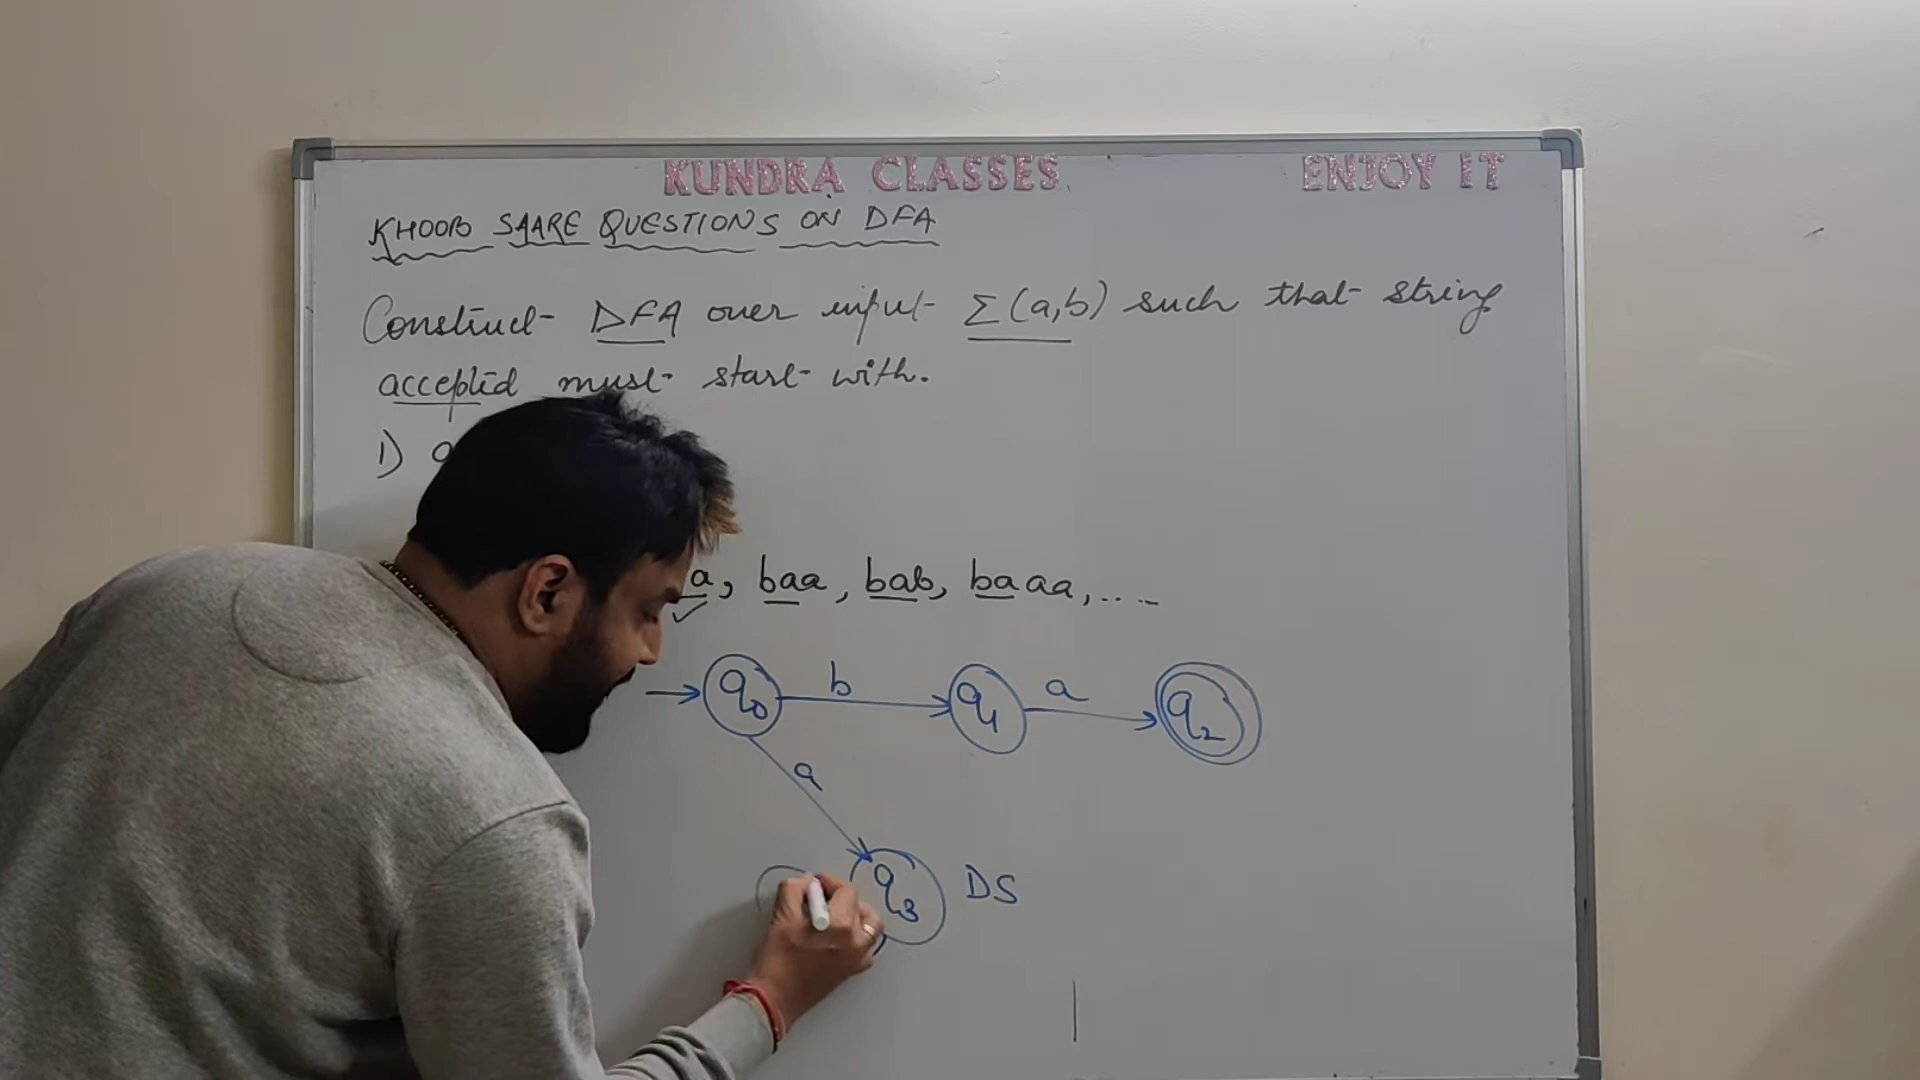 KUNDRA CLASSES ENJOY IT
KHOOB SAARE QUESTIONS ON DFA
Construct DFA over input Σ(a,b) such that string
accepted must start with.
1) a
a, baa, bab, baaa, ....
q0 b q1 a q2
a
q3 DS